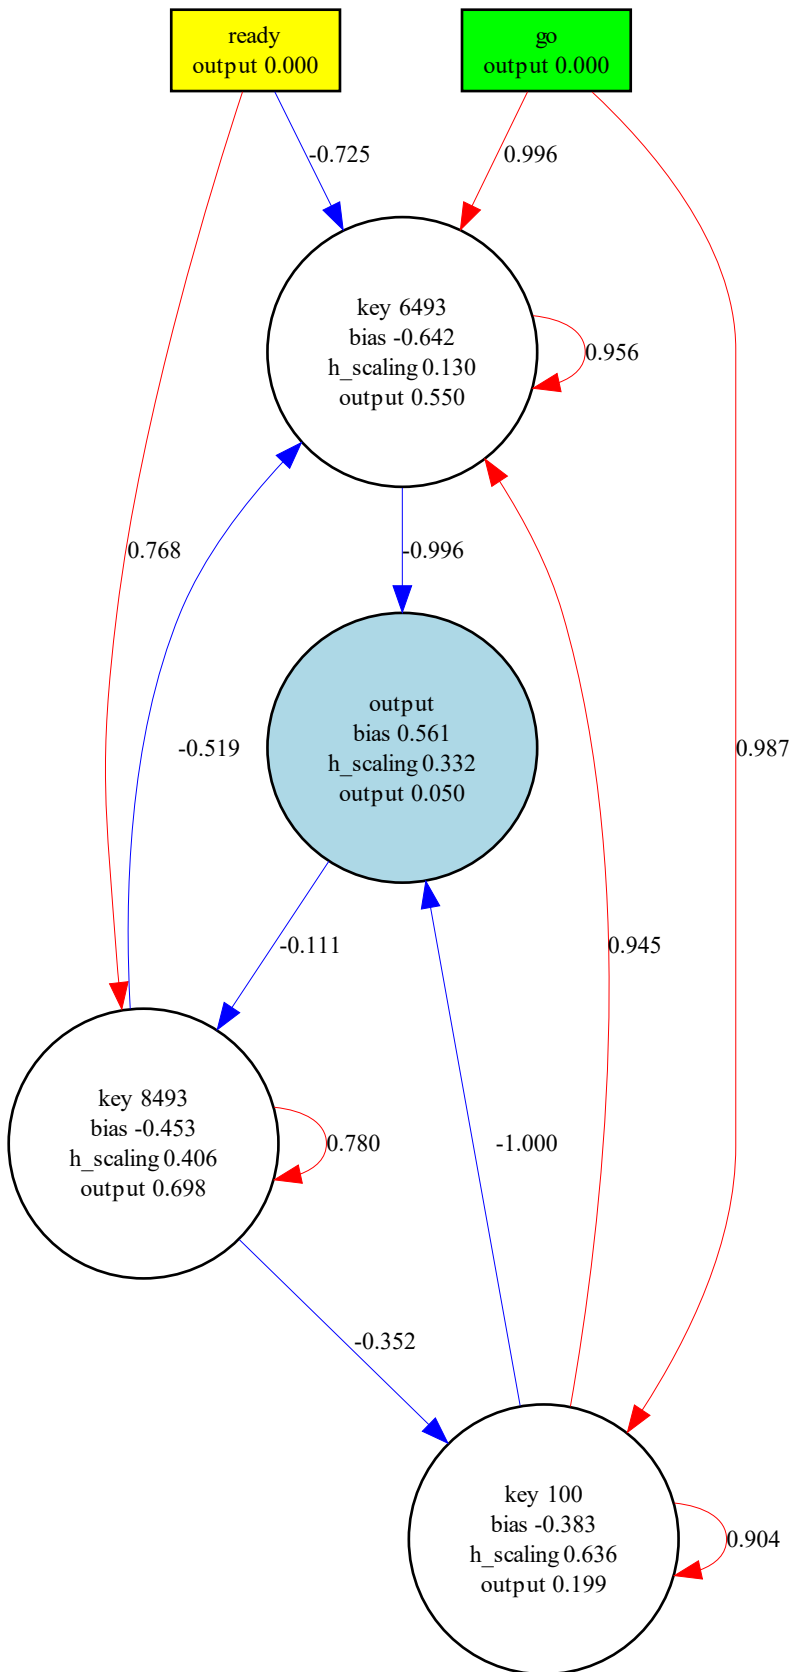 ready
output 0.000
go
output 0.000
-0.725
0.996
key 6493
bias -0.642
h_scaling 0.130
output 0.550
0.956
0.768
-0.996
output
bias 0.561
h_scaling 0.332
output 0.050
-0.519
0.987
-0.111
0.945
key 8493
bias -0.453
h_scaling 0.406
output 0.698
0.780
-1.000
-0.352
key 100
bias -0.383
h_scaling 0.636
output 0.199
0.904